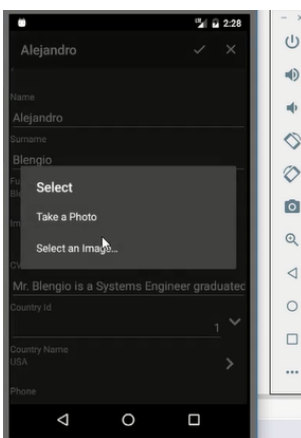 2:28
Alejandro
Name
Alejandro
Surname
Blengio
Select
Take a Photo
Select an Image...
Mr. Blengio is a Systems Engineer graduated
Country Id
1
Country Name
USA
Phone